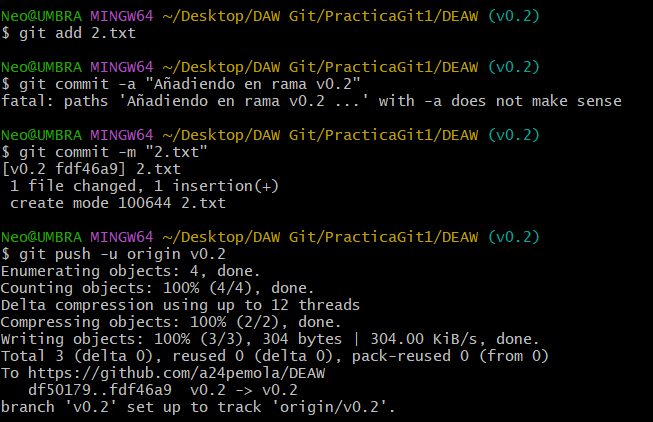 Neo@UMBRA MINGW64 ~/Desktop/DAW Git/PracticaGit1/DEAW (v0.2)
$ git add 2.txt
Neo@UMBRA MINGW64 ~/Desktop/DAW Git/PracticaGit1/DEAW (v0.2)
$ git commit -a "Añadiendo en rama v0.2"
fatal: paths 'Añadiendo en rama v0.2 ...' with -a does not make sense
Neo@UMBRA MINGW64 ~/Desktop/DAW Git/PracticaGit1/DEAW (v0.2)
$ git commit -m "2.txt"
[v0.2 fdf46a9] 2.txt
 1 file changed, 1 insertion(+)
 create mode 100644 2.txt
Neo@UMBRA MINGW64 ~/Desktop/DAW Git/PracticaGit1/DEAW (v0.2)
$ git push -u origin v0.2
Enumerating objects: 4, done.
Counting objects: 100% (4/4), done.
Delta compression using up to 12 threads
Compressing objects: 100% (2/2), done.
Writing objects: 100% (3/3), 304 bytes | 304.00 KiB/s, done.
Total 3 (delta 0), reused 0 (delta 0), pack-reused 0 (from 0)
To https://github.com/a24pemola/DEAW
   df50179..fdf46a9  v0.2 -> v0.2
branch 'v0.2' set up to track 'origin/v0.2'.